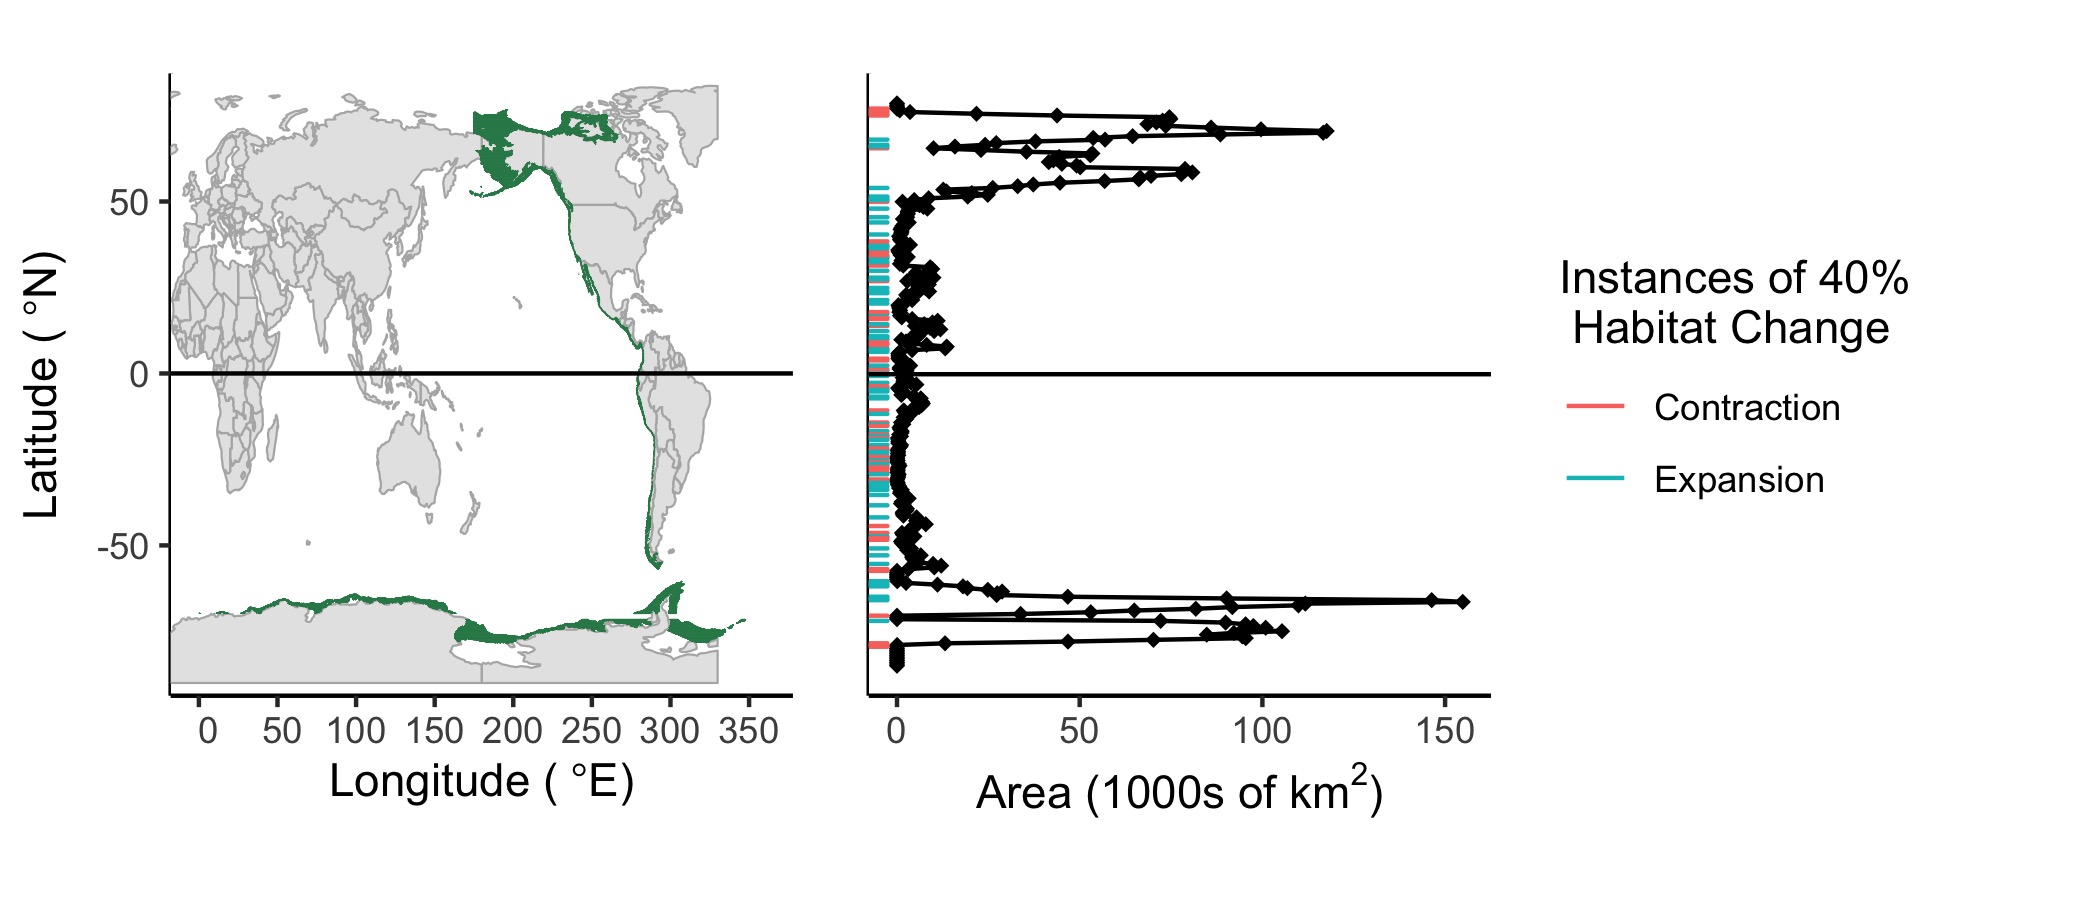 50
0
-50
Latitude ( °N)
0 50 100 150 200 250 300 350
Longitude ( °E)
0 50 100 150
Area (1000s of km²)
Instances of 40%
Habitat Change
Contraction
Expansion